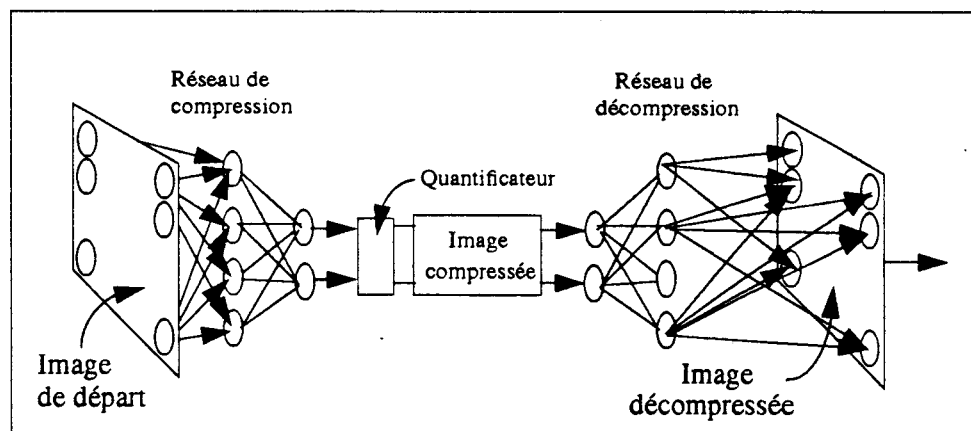 Réseau de
compression
Réseau de
décompression
Quantificateur
Image
compressée
Image
de départ
Image
décompressée